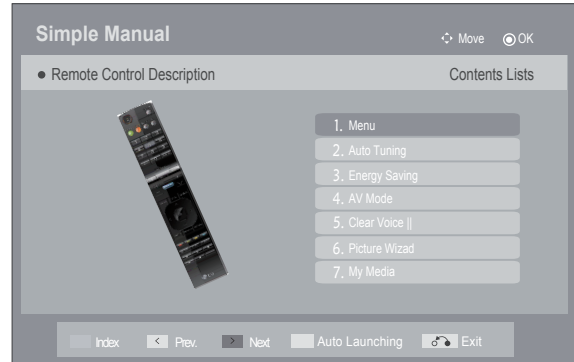 Simple Manual
Move OK
● Remote Control Description
Contents Lists
1. Menu
2. Auto Tuning
3. Energy Saving
4. AV Mode
5. Clear Voice ||
6. Picture Wizad
7. My Media
Index < Prev. > Next Auto Launching Exit